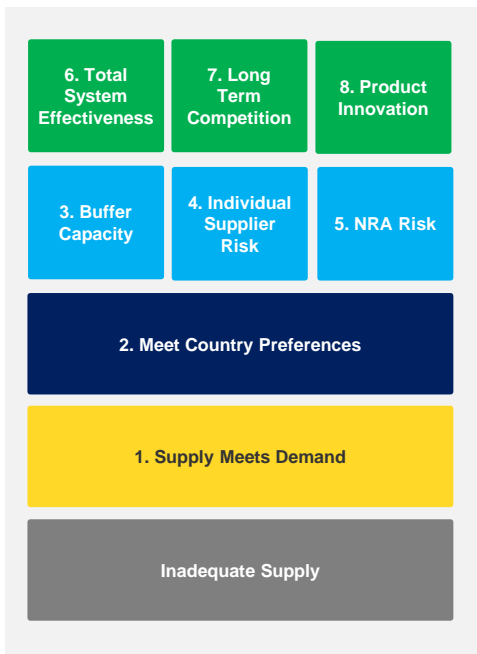 6. Total
System
Effectiveness
7. Long
Term
Competition
8. Product
Innovation
3. Buffer
Capacity
4. Individual
Supplier
Risk
5. NRA Risk
2. Meet Country Preferences
1. Supply Meets Demand
Inadequate Supply